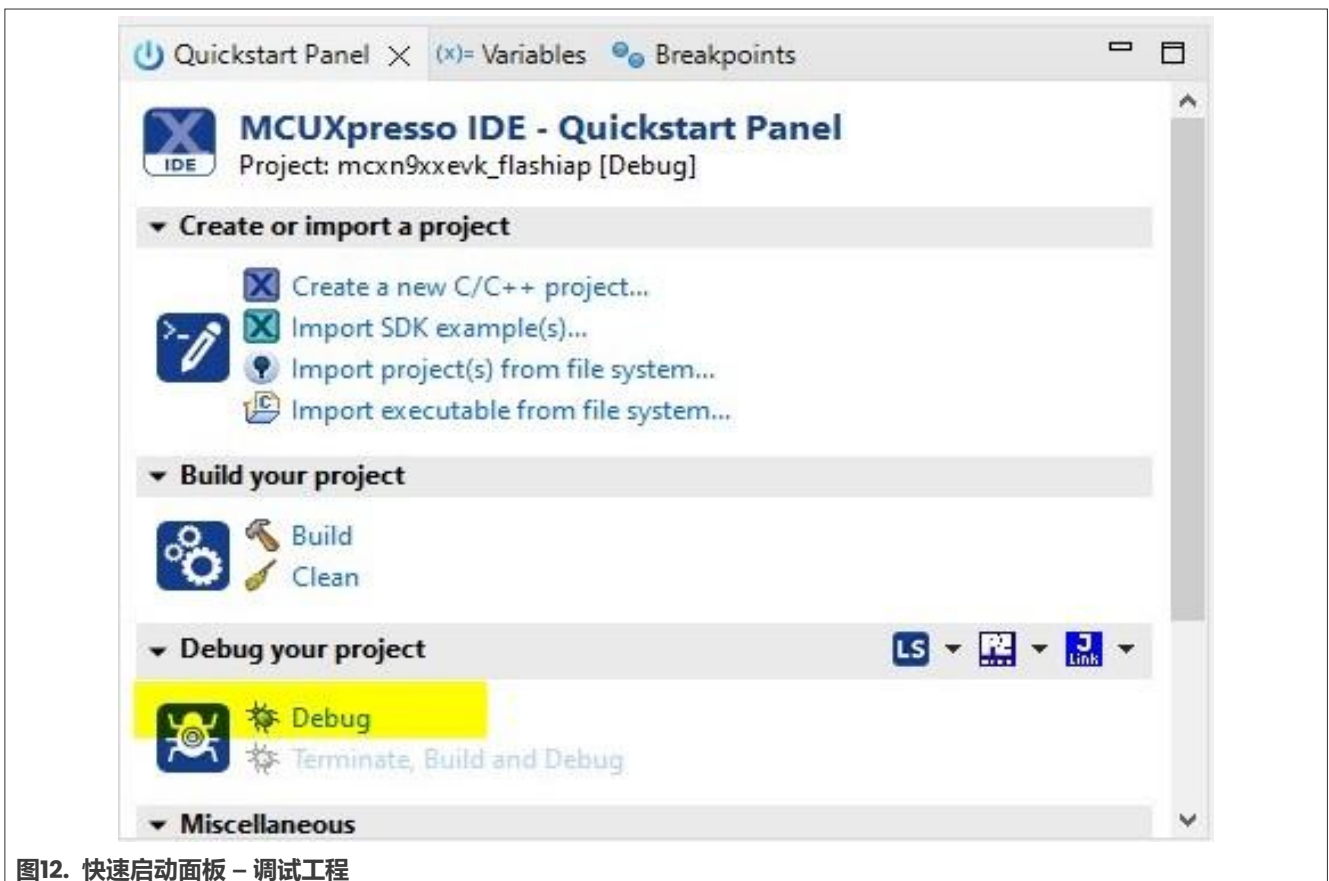 Quickstart Panel (x)= Variables Breakpoints
MCUXpresso IDE - Quickstart Panel
IDE
Project: mcxn9xxevk_flashiap [Debug]
Create or import a project
Create a new C/C++ project...
Import SDK example(s)...
Import project(s) from file system...
Import executable from file system...
Build your project
Build
Clean
Debug your project LS Link
Debug
Terminate, Build and Debug
Miscellaneous
图12. 快速启动面板 – 调试工程